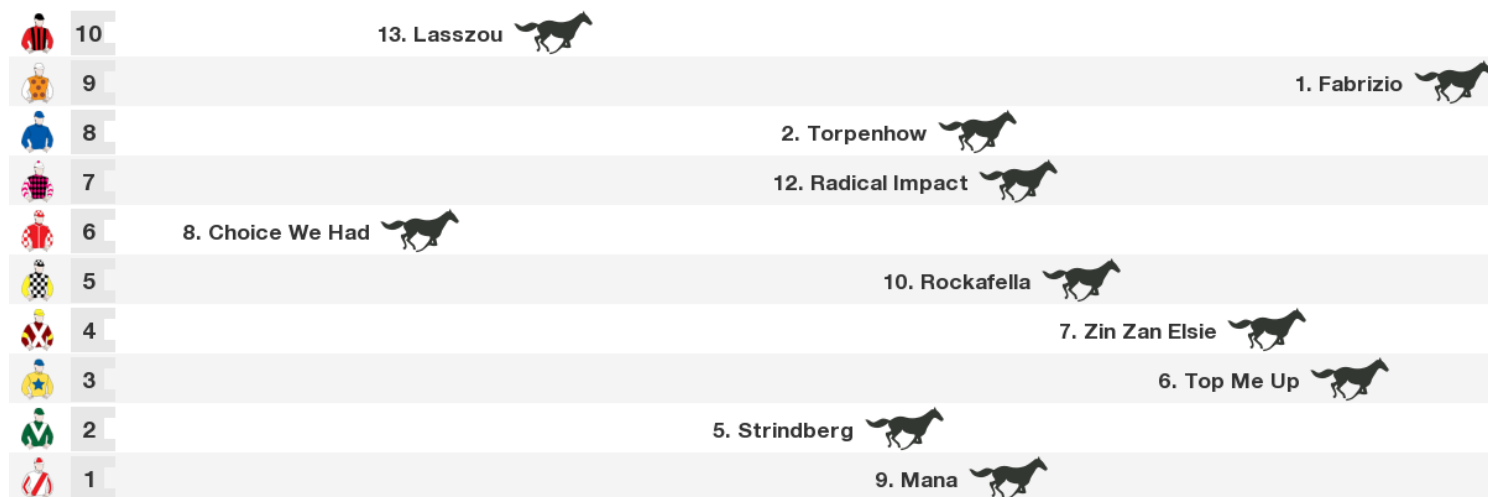 10 13. Lasszou
9 1. Fabrizio
8 2. Torpenhow
7 12. Radical Impact
6 8. Choice We Had
5 10. Rockafella
4 7. Zin Zan Elsie
3 6. Top Me Up
2 5. Strindberg
1 9. Mana